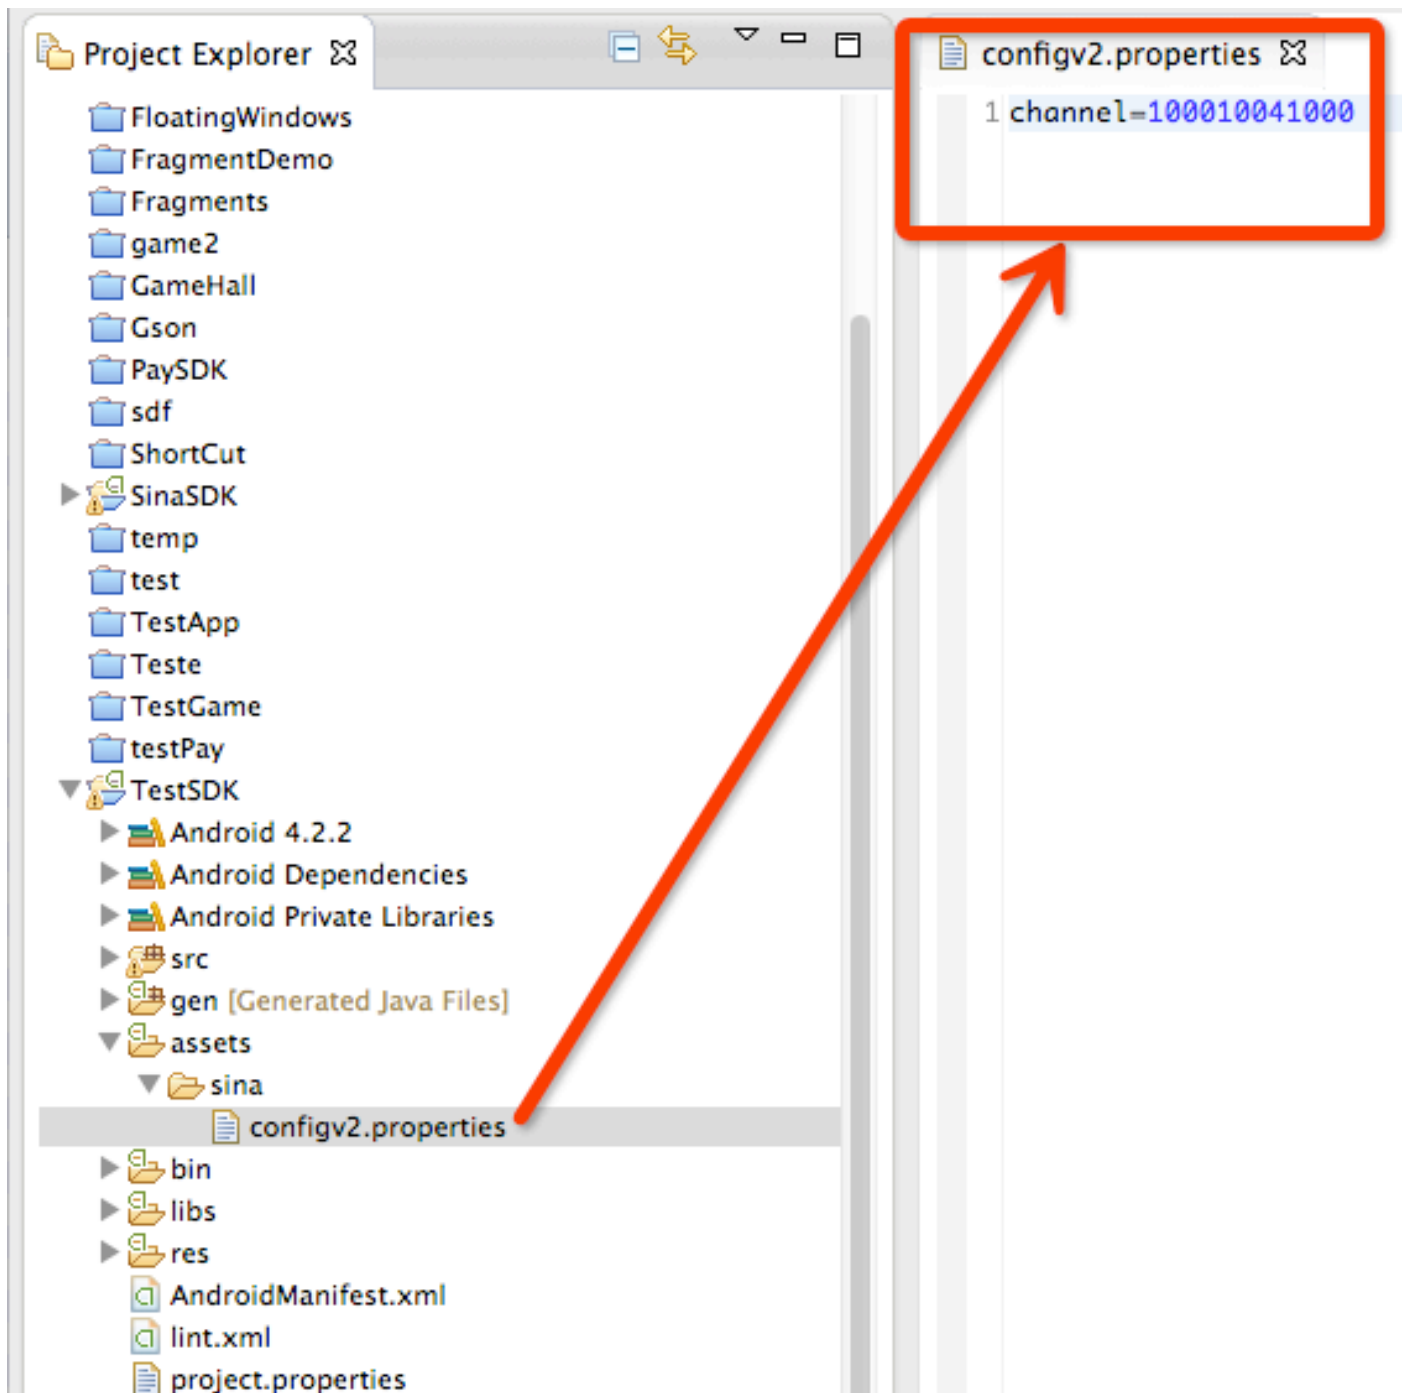 Project Explorer
FloatingWindows
FragmentDemo
Fragments
game2
GameHall
Gson
PaySDK
sdf
ShortCut
SinaSDK
temp
test
TestApp
Teste
TestGame
testPay
TestSDK
Android 4.2.2
Android Dependencies
Android Private Libraries
src
gen [Generated Java Files]
assets
sina
configv2.properties
bin
libs
res
AndroidManifest.xml
lint.xml
project.properties
configv2.properties
1 channel=100010041000